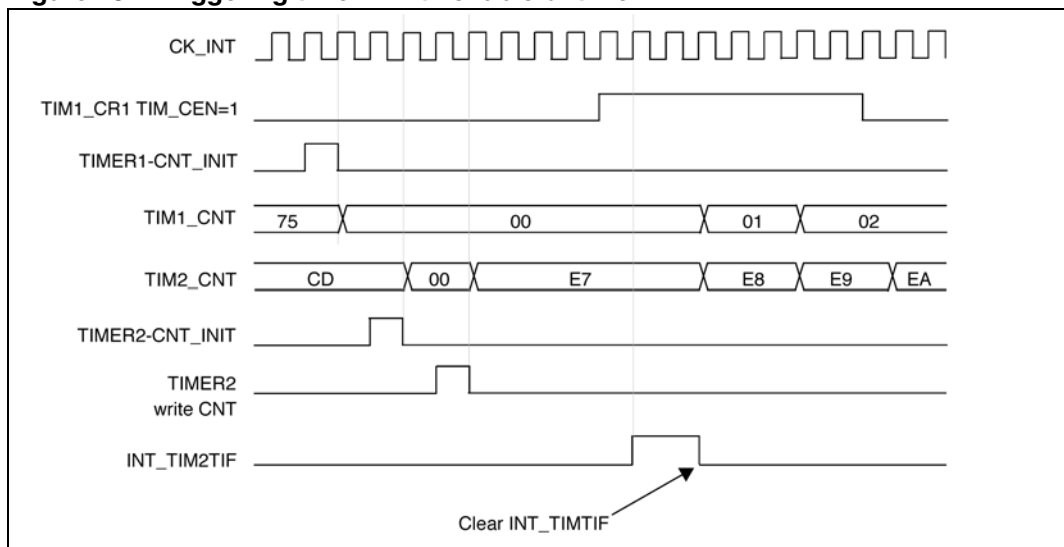 CK_INT
TIM1_CR1 TIM_CEN=1
TIMER1-CNT_INIT
TIM1_CNT 75 00 01 02
TIM2_CNT CD 00 E7 E8 E9 EA
TIMER2-CNT_INIT
TIMER2
write CNT
INT_TIM2TIF
Clear INT_TIMTIF